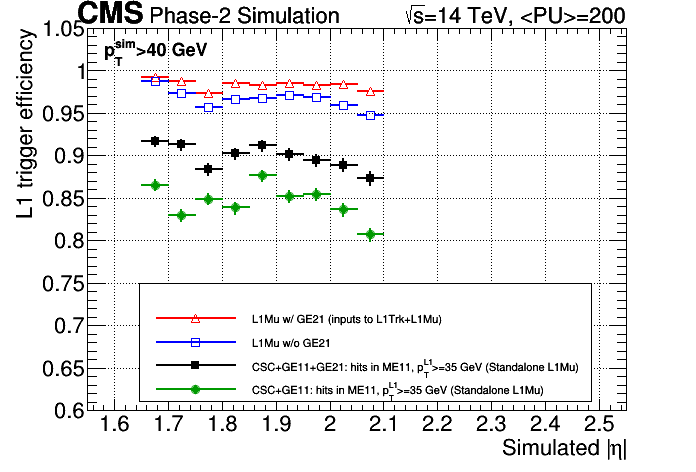 CMS Phase-2 Simulation √s=14 TeV, <PU>=200
p_T^sim>40 GeV
L1 trigger efficiency
1.05
1
0.95
0.9
0.85
0.8
0.75
0.7
0.65
0.6
L1Mu w/ GE21 (inputs to L1Trk+L1Mu)
L1Mu w/o GE21
CSC+GE11+GE21: hits in ME11, p_T^L1>=35 GeV (Standalone L1Mu)
CSC+GE11: hits in ME11, p_T^L1>=35 GeV (Standalone L1Mu)
1.6 1.7 1.8 1.9 2 2.1 2.2 2.3 2.4 2.5
Simulated |η|